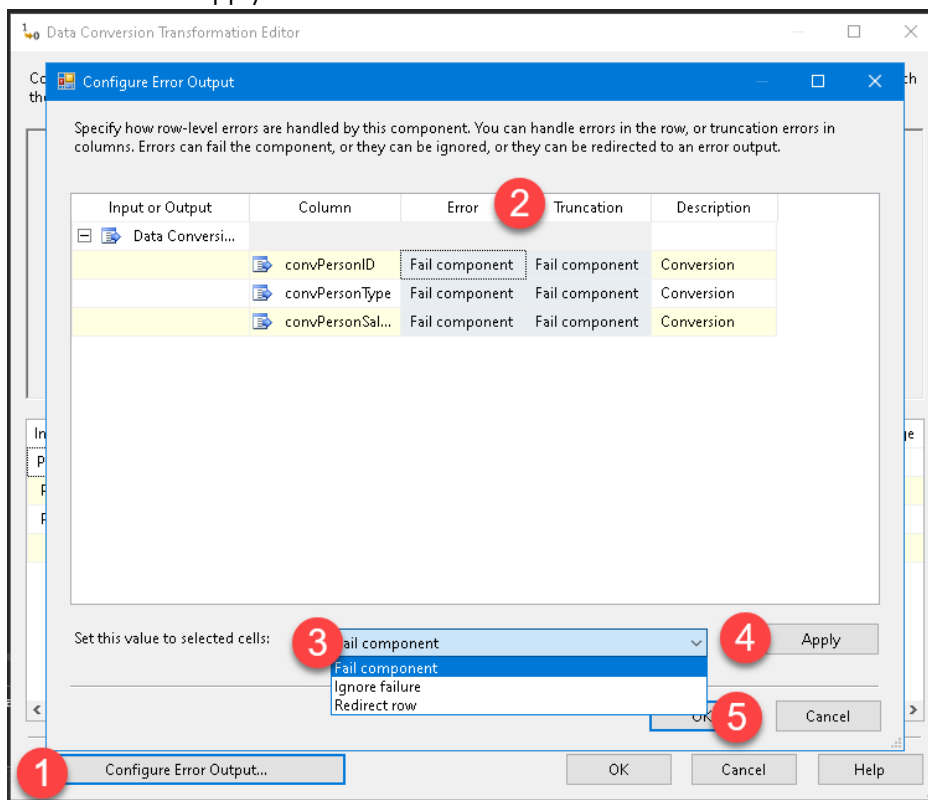 Apply
Data Conversion Transformation Editor
Configure Error Output
Specify how row-level errors are handled by this component. You can handle errors in the row, or truncation errors in
columns. Errors can fail the component, or they can be ignored, or they can be redirected to an error output.
Input or Output Column Error 2 Truncation Description
Data Conversi...
convPersonID Fail component Fail component Conversion
convPersonType Fail component Fail component Conversion
convPersonSal... Fail component Fail component Conversion
Set this value to selected cells: 3 ail component 4 Apply
Fail component
Ignore failure
Redirect row
OK 5 Cancel
1 Configure Error Output... OK Cancel Help